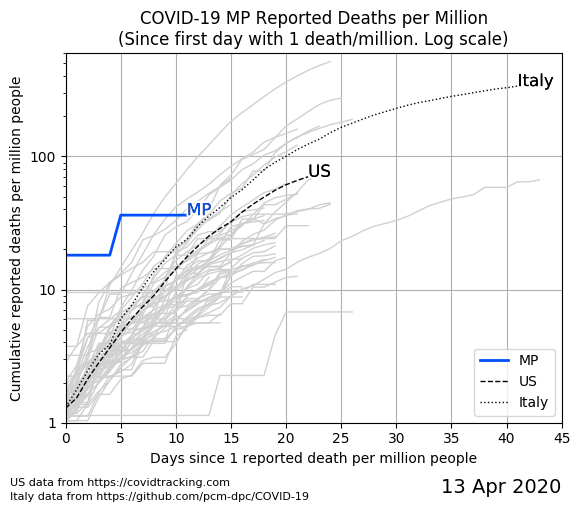 COVID-19 MP Reported Deaths per Million
(Since first day with 1 death/million. Log scale)
Cumulative reported deaths per million people
100
10
1
Italy
US
MP
MP
US
Italy
0 5 10 15 20 25 30 35 40 45
Days since 1 reported death per million people
US data from https://covidtracking.com
Italy data from https://github.com/pcm-dpc/COVID-19
13 Apr 2020